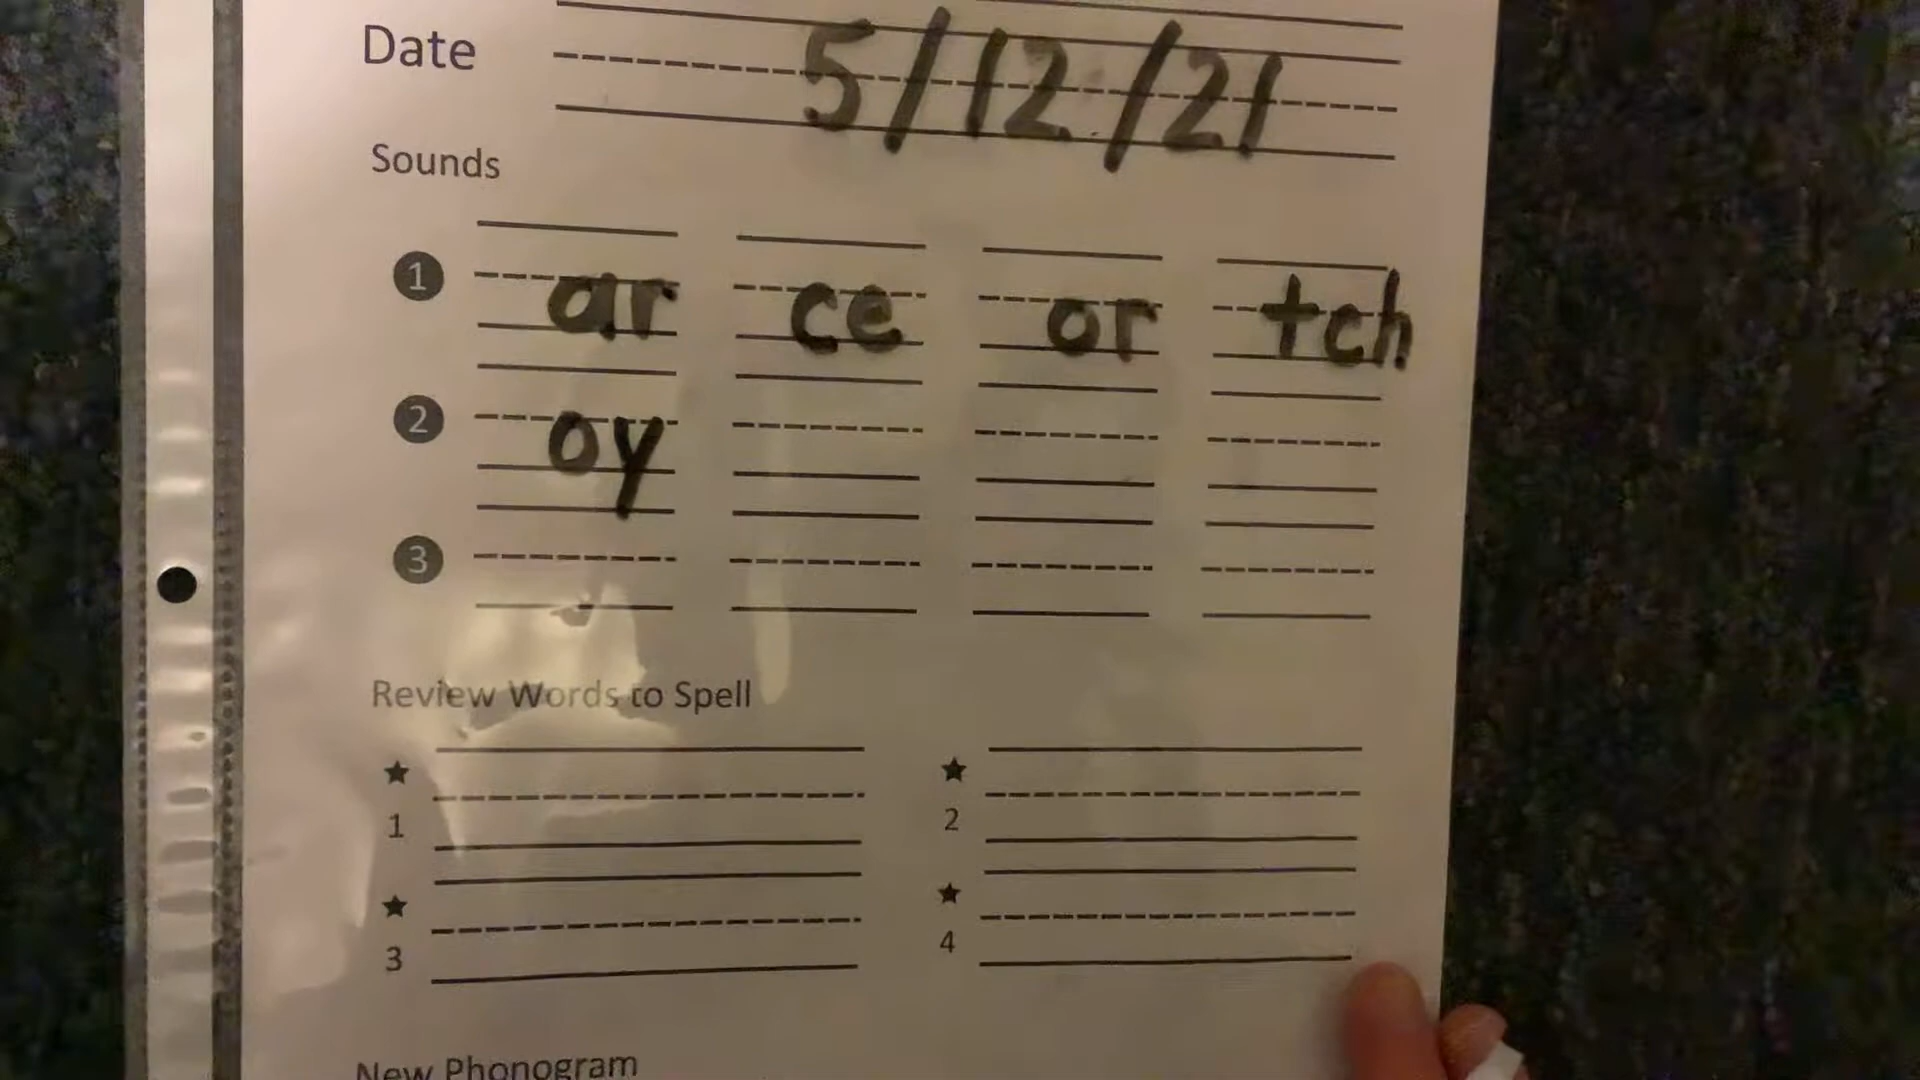 Date 5/12/21
Sounds
1 ar ce or tch
2 oy
3
Review Words to Spell
★ ★
1 2
★ ★
3 4
New Phonogram